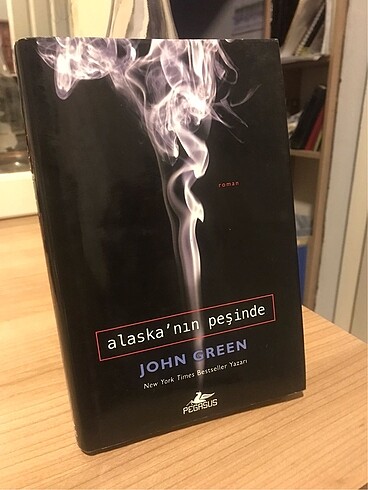 roman
alaska'nın peşinde
JOHN GREEN
New York Times Bestseller Yazarı
PEGASUS